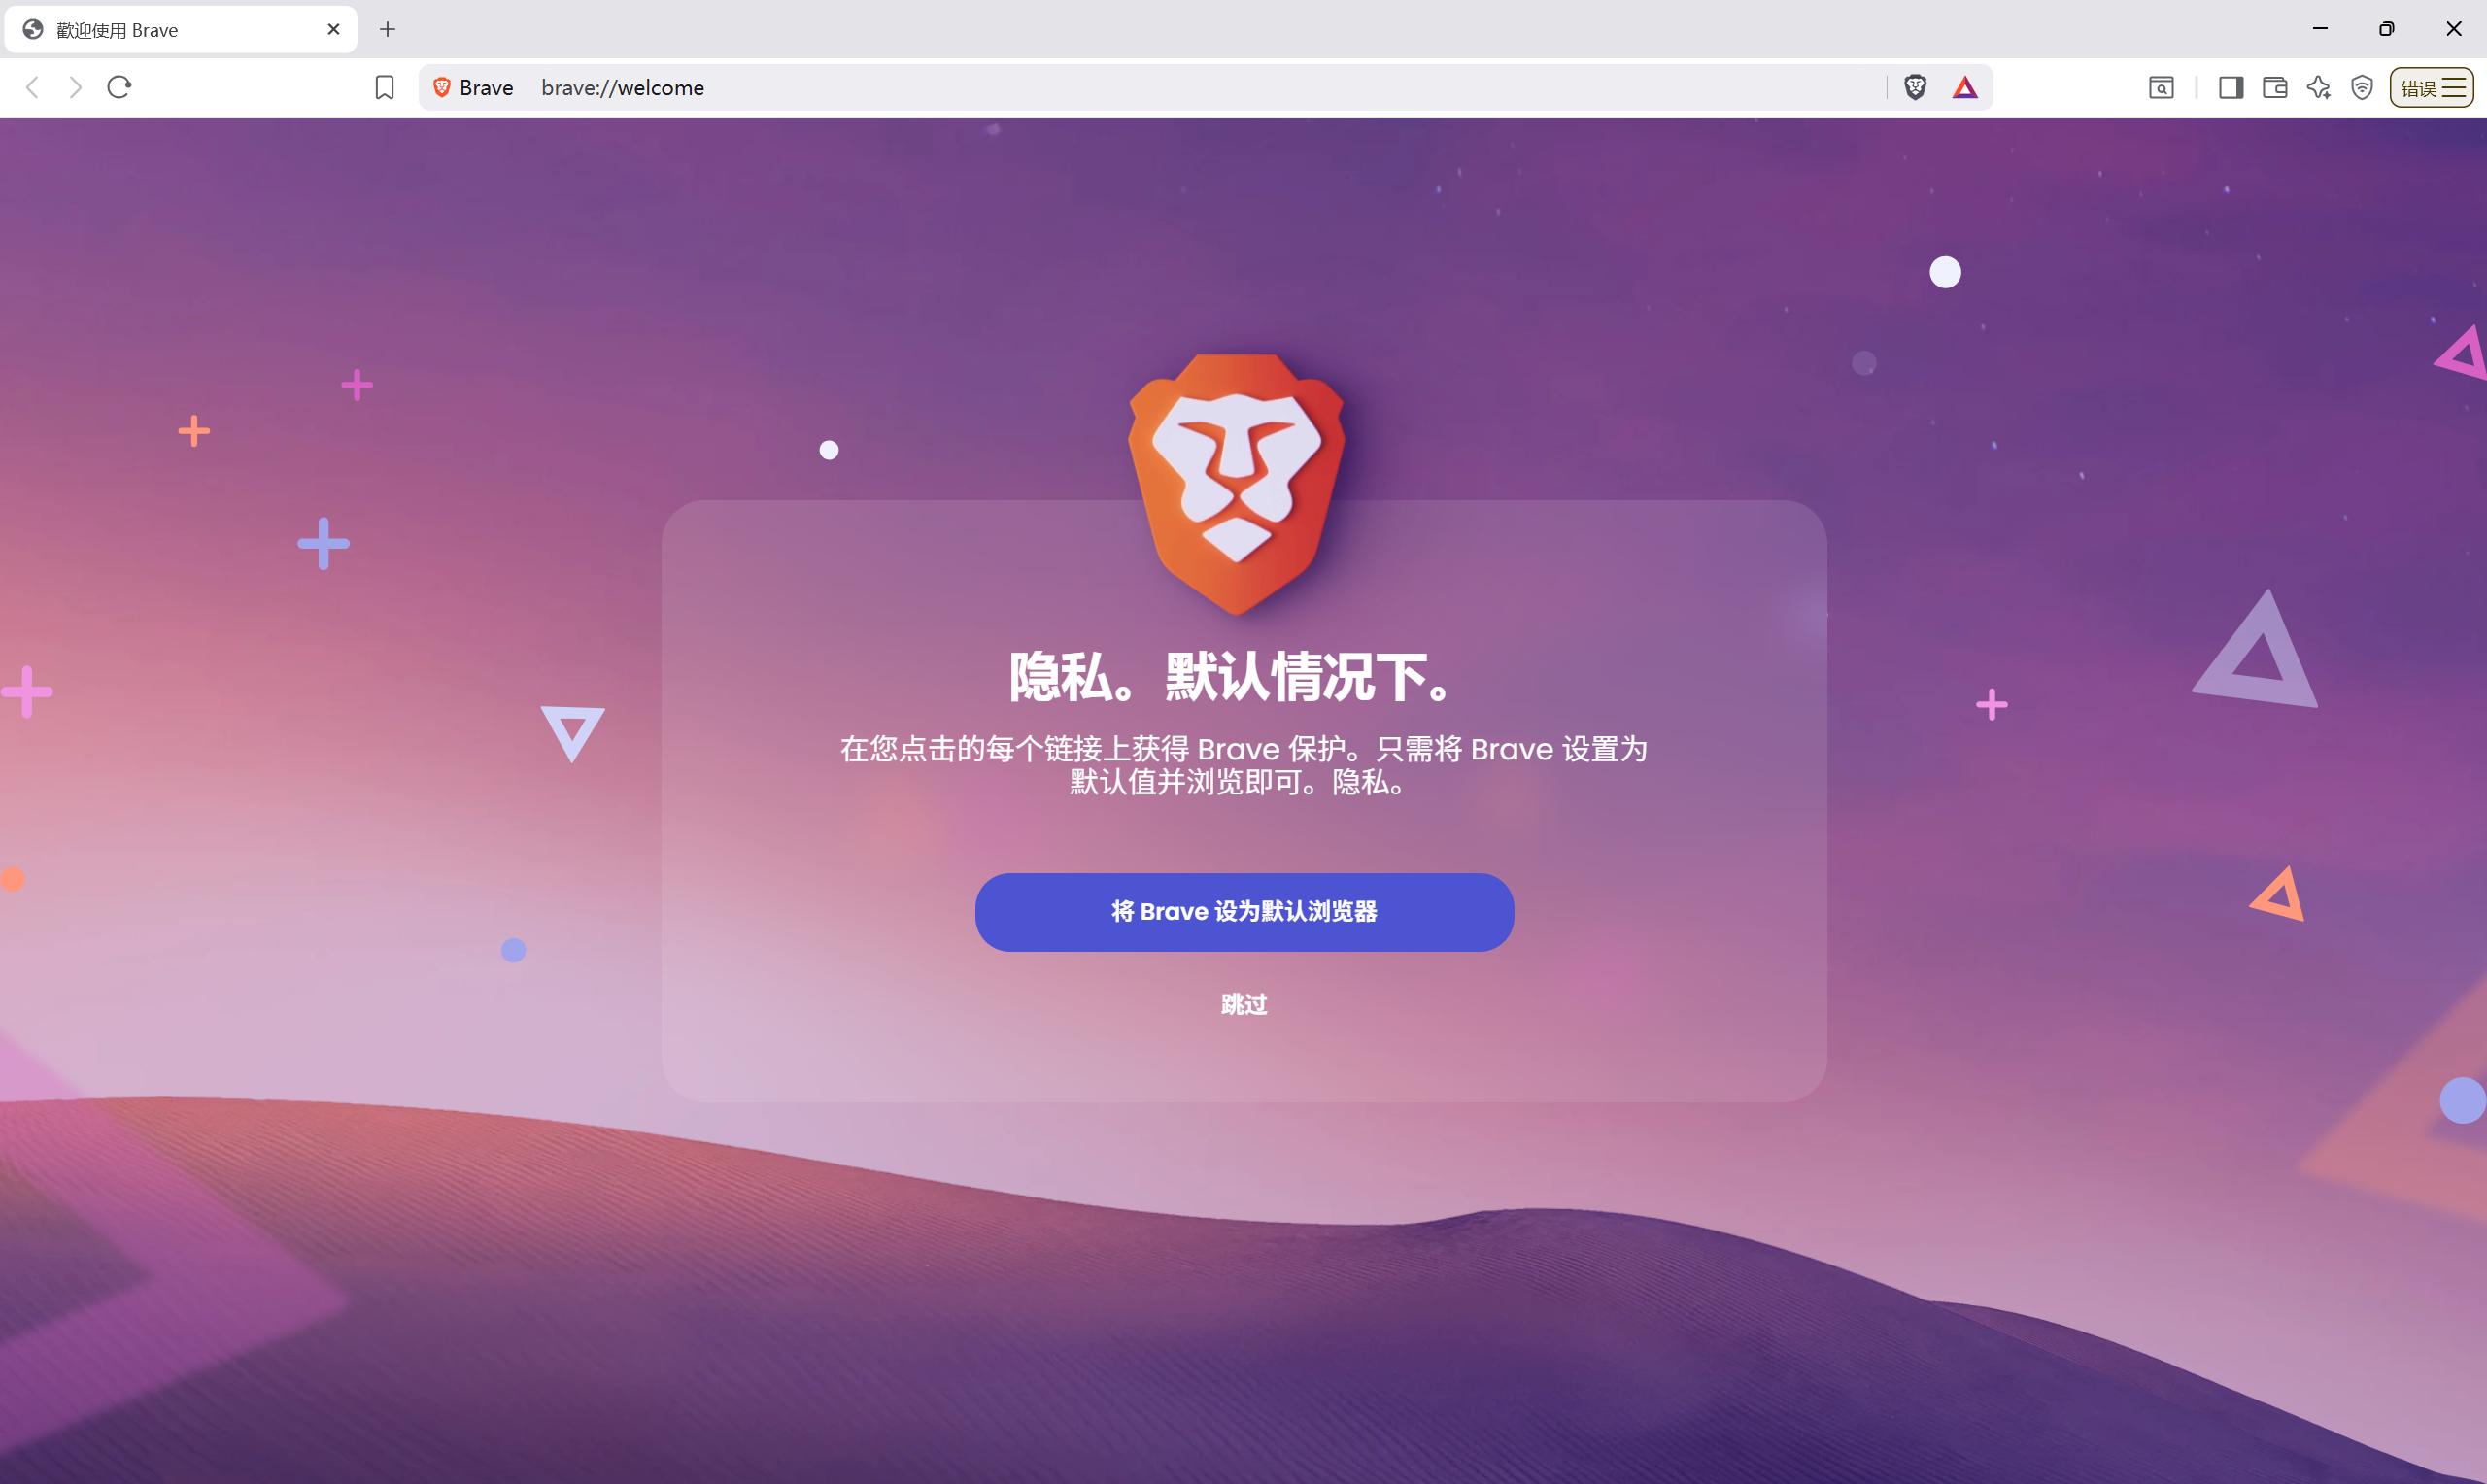 歡迎使用 Brave
Brave brave://welcome
错误
隐私。默认情况下。
在您点击的每个链接上获得 Brave 保护。只需将 Brave 设置为
默认值并浏览即可。隐私。
将 Brave 设为默认浏览器
跳过